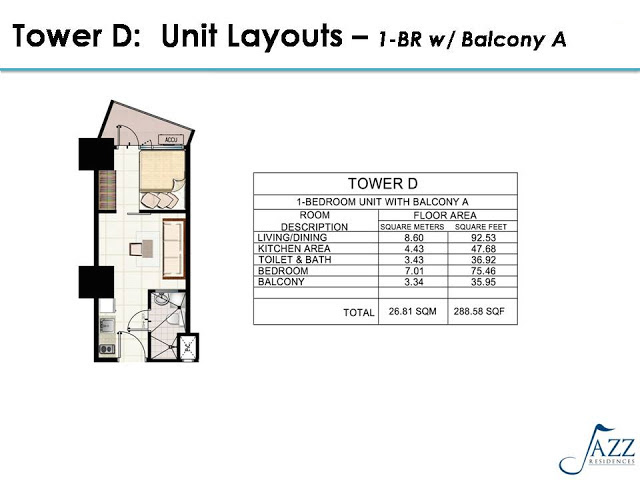 Tower D: Unit Layouts – 1-BR w/ Balcony A
ACCU
TOWER D
1-BEDROOM UNIT WITH BALCONY A
ROOM DESCRIPTION FLOOR AREA
SQUARE METERS SQUARE FEET
LIVING/DINING 8.60 92.53
KITCHEN AREA 4.43 47.68
TOILET & BATH 3.43 36.92
BEDROOM 7.01 75.46
BALCONY 3.34 35.95
TOTAL 26.81 SQM 288.58 SQF
JAZZ
RESIDENCES